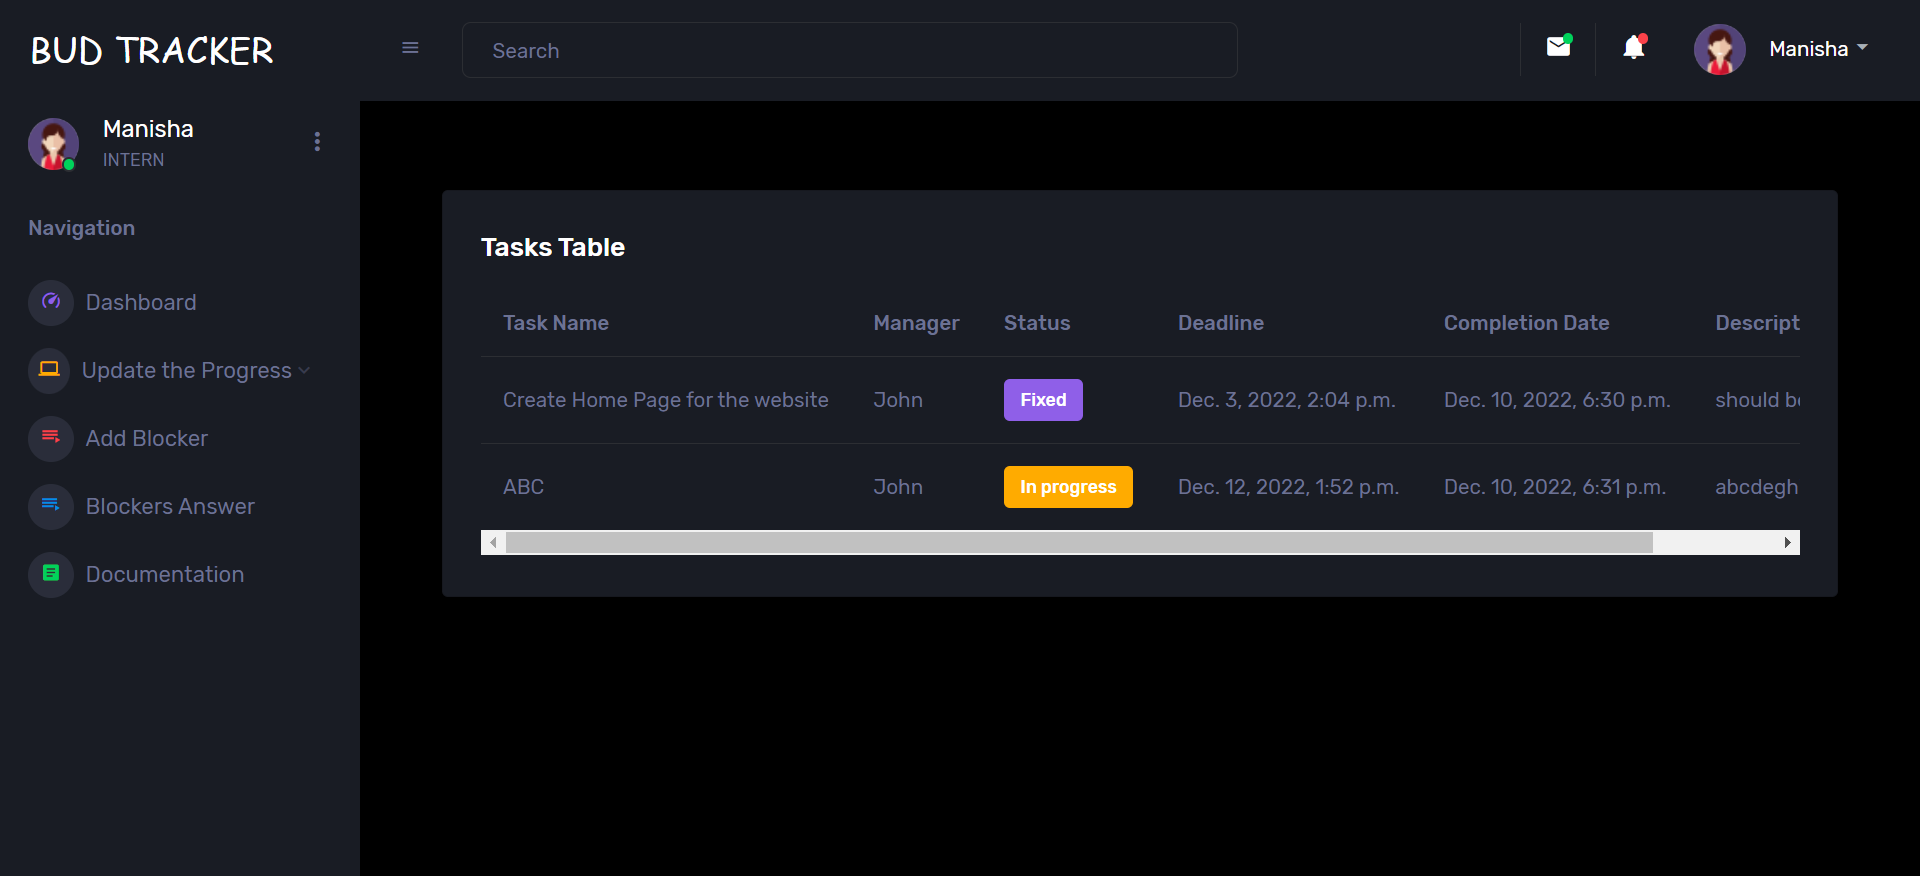 BUD TRACKER
Search
Manisha
Manisha
INTERN
Navigation
Dashboard
Update the Progress
Add Blocker
Blockers Answer
Documentation
Tasks Table
Task Name Manager Status Deadline Completion Date Descript
Create Home Page for the website John Fixed Dec. 3, 2022, 2:04 p.m. Dec. 10, 2022, 6:30 p.m. should be
ABC John In progress Dec. 12, 2022, 1:52 p.m. Dec. 10, 2022, 6:31 p.m. abcdegh